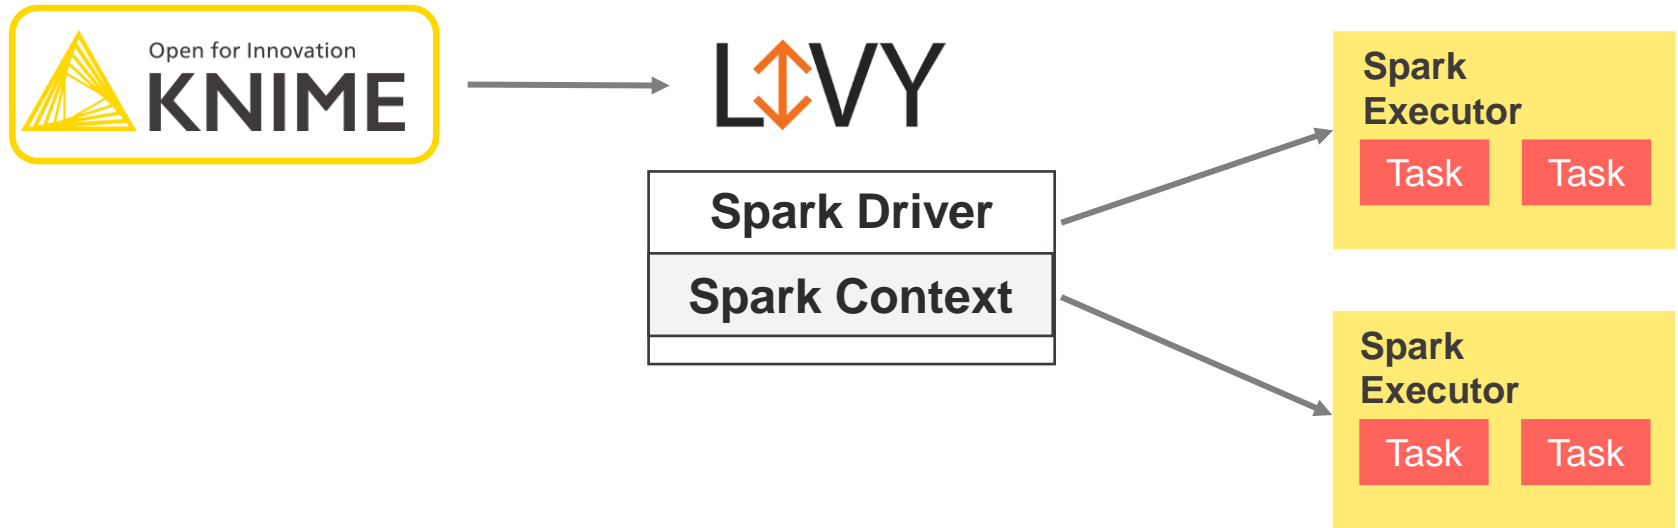 Open for Innovation
KNIME
LIVY
Spark Driver
Spark Context
Spark
Executor
Task Task
Spark
Executor
Task Task